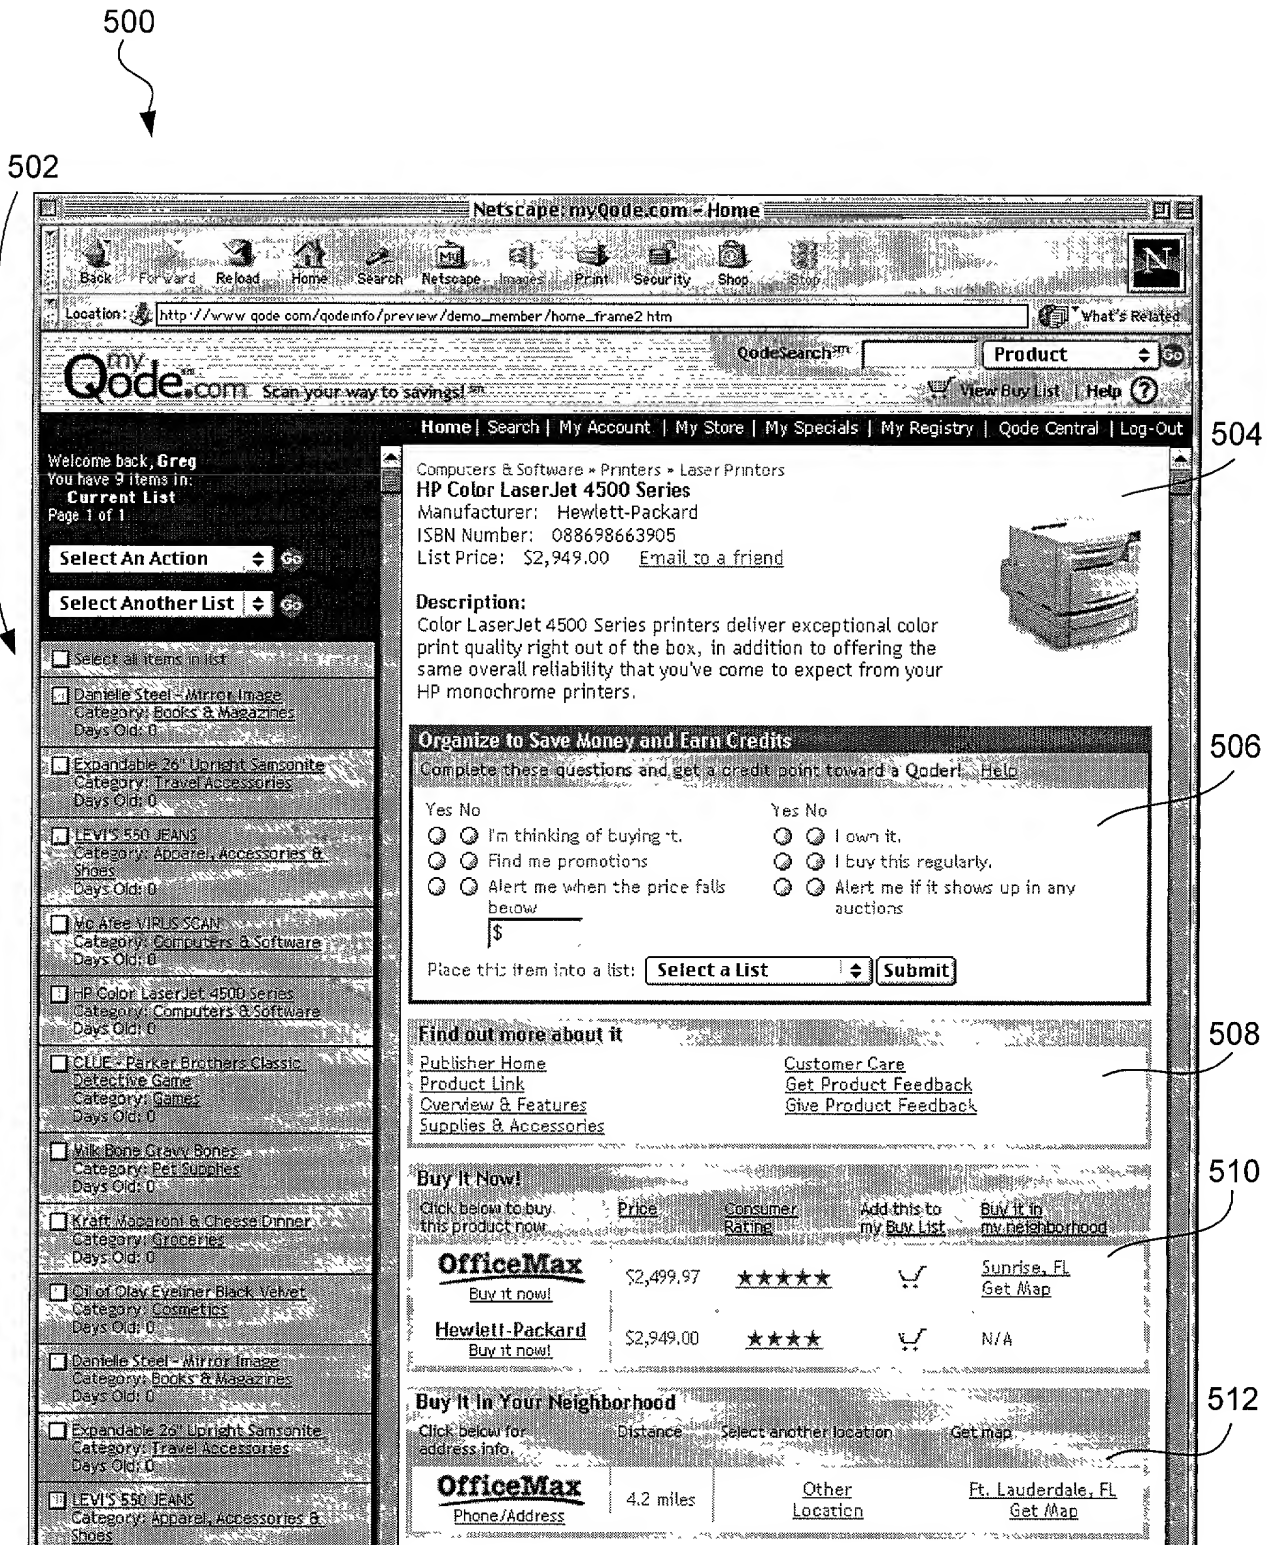 500
502
Netscape: myQode.com - Home
Back Forward Reload Home Search Netscape Images Print Security Shop Stop
Location: http://www.qode.com/qodeinfo/preview/demo_member/home_frame2.htm What's Related
QodeSearch℠ Product Go
my Qode℠.com Scan your way to savings!℠
View Buy List | Help ?
Home | Search | My Account | My Store | My Specials | My Registry | Qode Central | Log-Out
504
Welcome back, Greg
You have 9 items in:
Current List
Page 1 of 1
Select An Action Go
Select Another List Go
Select all items in list
Danielle Steel - Mirror Image
Category: Books & Magazines
Days Old: 0
Expandable 26" Upright Samsonite
Category: Travel Accessories
Days Old: 0
LEVI'S 550 JEANS
Category: Apparel, Accessories &
Shoes
Days Old: 0
Mc Afee VIRUS SCAN
Category: Computers & Software
Days Old: 0
HP Color LaserJet 4500 Series
Category: Computers & Software
Days Old: 0
CLUE - Parker Brothers Classic
Detective Game
Category: Games
Days Old: 0
Milk Bone Gravy Bones
Category: Pet Supplies
Days Old: 0
Kraft Macaroni & Cheese Dinner
Category: Groceries
Days Old: 0
Oil of Olay Eyeliner Black Velvet
Category: Cosmetics
Days Old: 0
Danielle Steel - Mirror Image
Category: Books & Magazines
Days Old: 0
Expandable 26" Upright Samsonite
Category: Travel Accessories
Days Old: 0
LEVI'S 550 JEANS
Category: Apparel, Accessories &
Shoes
Computers & Software » Printers » Laser Printers
HP Color LaserJet 4500 Series
Manufacturer: Hewlett-Packard
ISBN Number: 088698663905
List Price: $2,949.00 Email to a friend
Description:
Color LaserJet 4500 Series printers deliver exceptional color
print quality right out of the box, in addition to offering the
same overall reliability that you've come to expect from your
HP monochrome printers.
506
Organize to Save Money and Earn Credits
Complete these questions and get a credit point toward a Qoder! Help
Yes No Yes No
I'm thinking of buying it. I own it.
Find me promotions I buy this regularly.
Alert me when the price falls Alert me if it shows up in any
below auctions
$
Place this item into a list: Select a List Submit
508
Find out more about it
Publisher Home Customer Care
Product Link Get Product Feedback
Overview & Features Give Product Feedback
Supplies & Accessories
510
Buy It Now!
Click below to buy Price Consumer Add this to Buy it in
this product now. Rating my Buy List my neighborhood
OfficeMax $2,499.97 ★★★★★ Sunrise, FL
Buy it now! Get Map
Hewlett-Packard $2,949.00 ★★★★ N/A
Buy it now!
512
Buy It In Your Neighborhood
Click below for Distance Select another location Get map
address info.
OfficeMax 4.2 miles Other Ft. Lauderdale, FL
Phone/Address Location Get Map